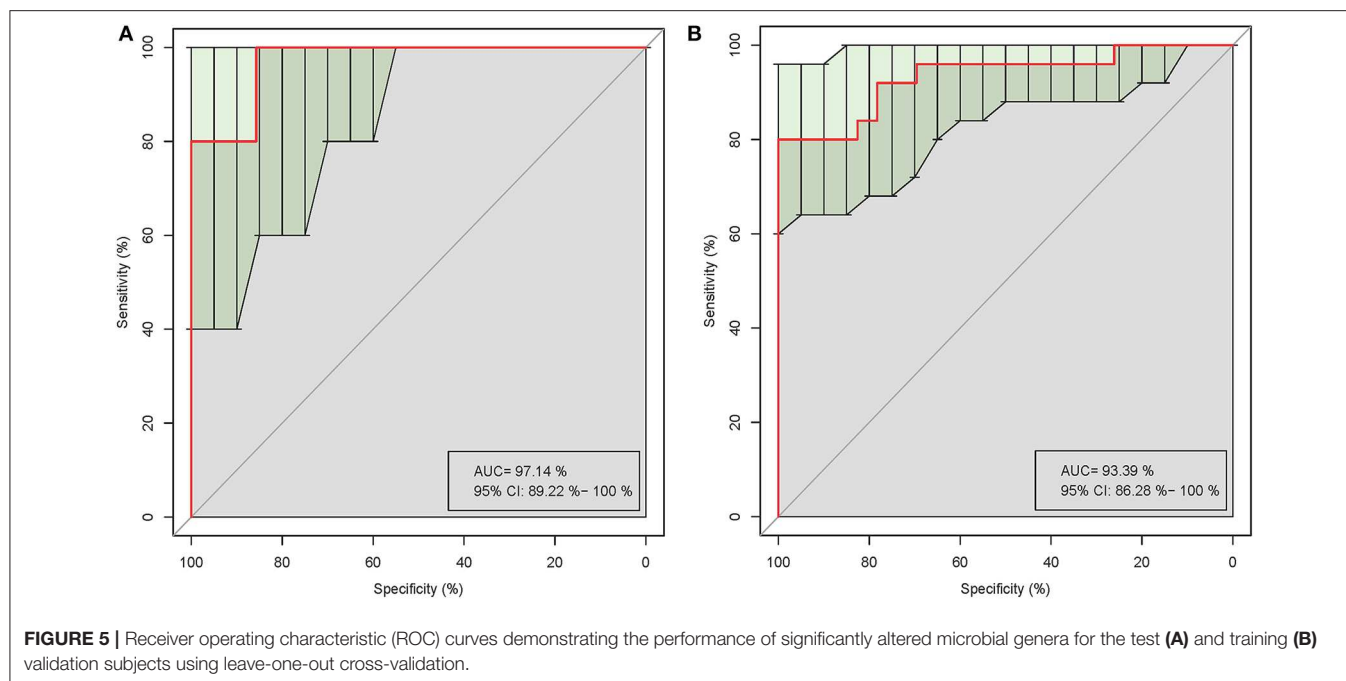 A
100
80
60
40
20
0
Sensitivity (%)
AUC= 97.14 %
95% CI: 89.22 %– 100 %
100
80
60
40
20
0
Specificity (%)
B
100
80
60
40
20
0
Sensitivity (%)
AUC= 93.39 %
95% CI: 86.28 %– 100 %
100
80
60
40
20
0
Specificity (%)
FIGURE 5 | Receiver operating characteristic (ROC) curves demonstrating the performance of significantly altered microbial genera for the test (A) and training (B)
validation subjects using leave-one-out cross-validation.